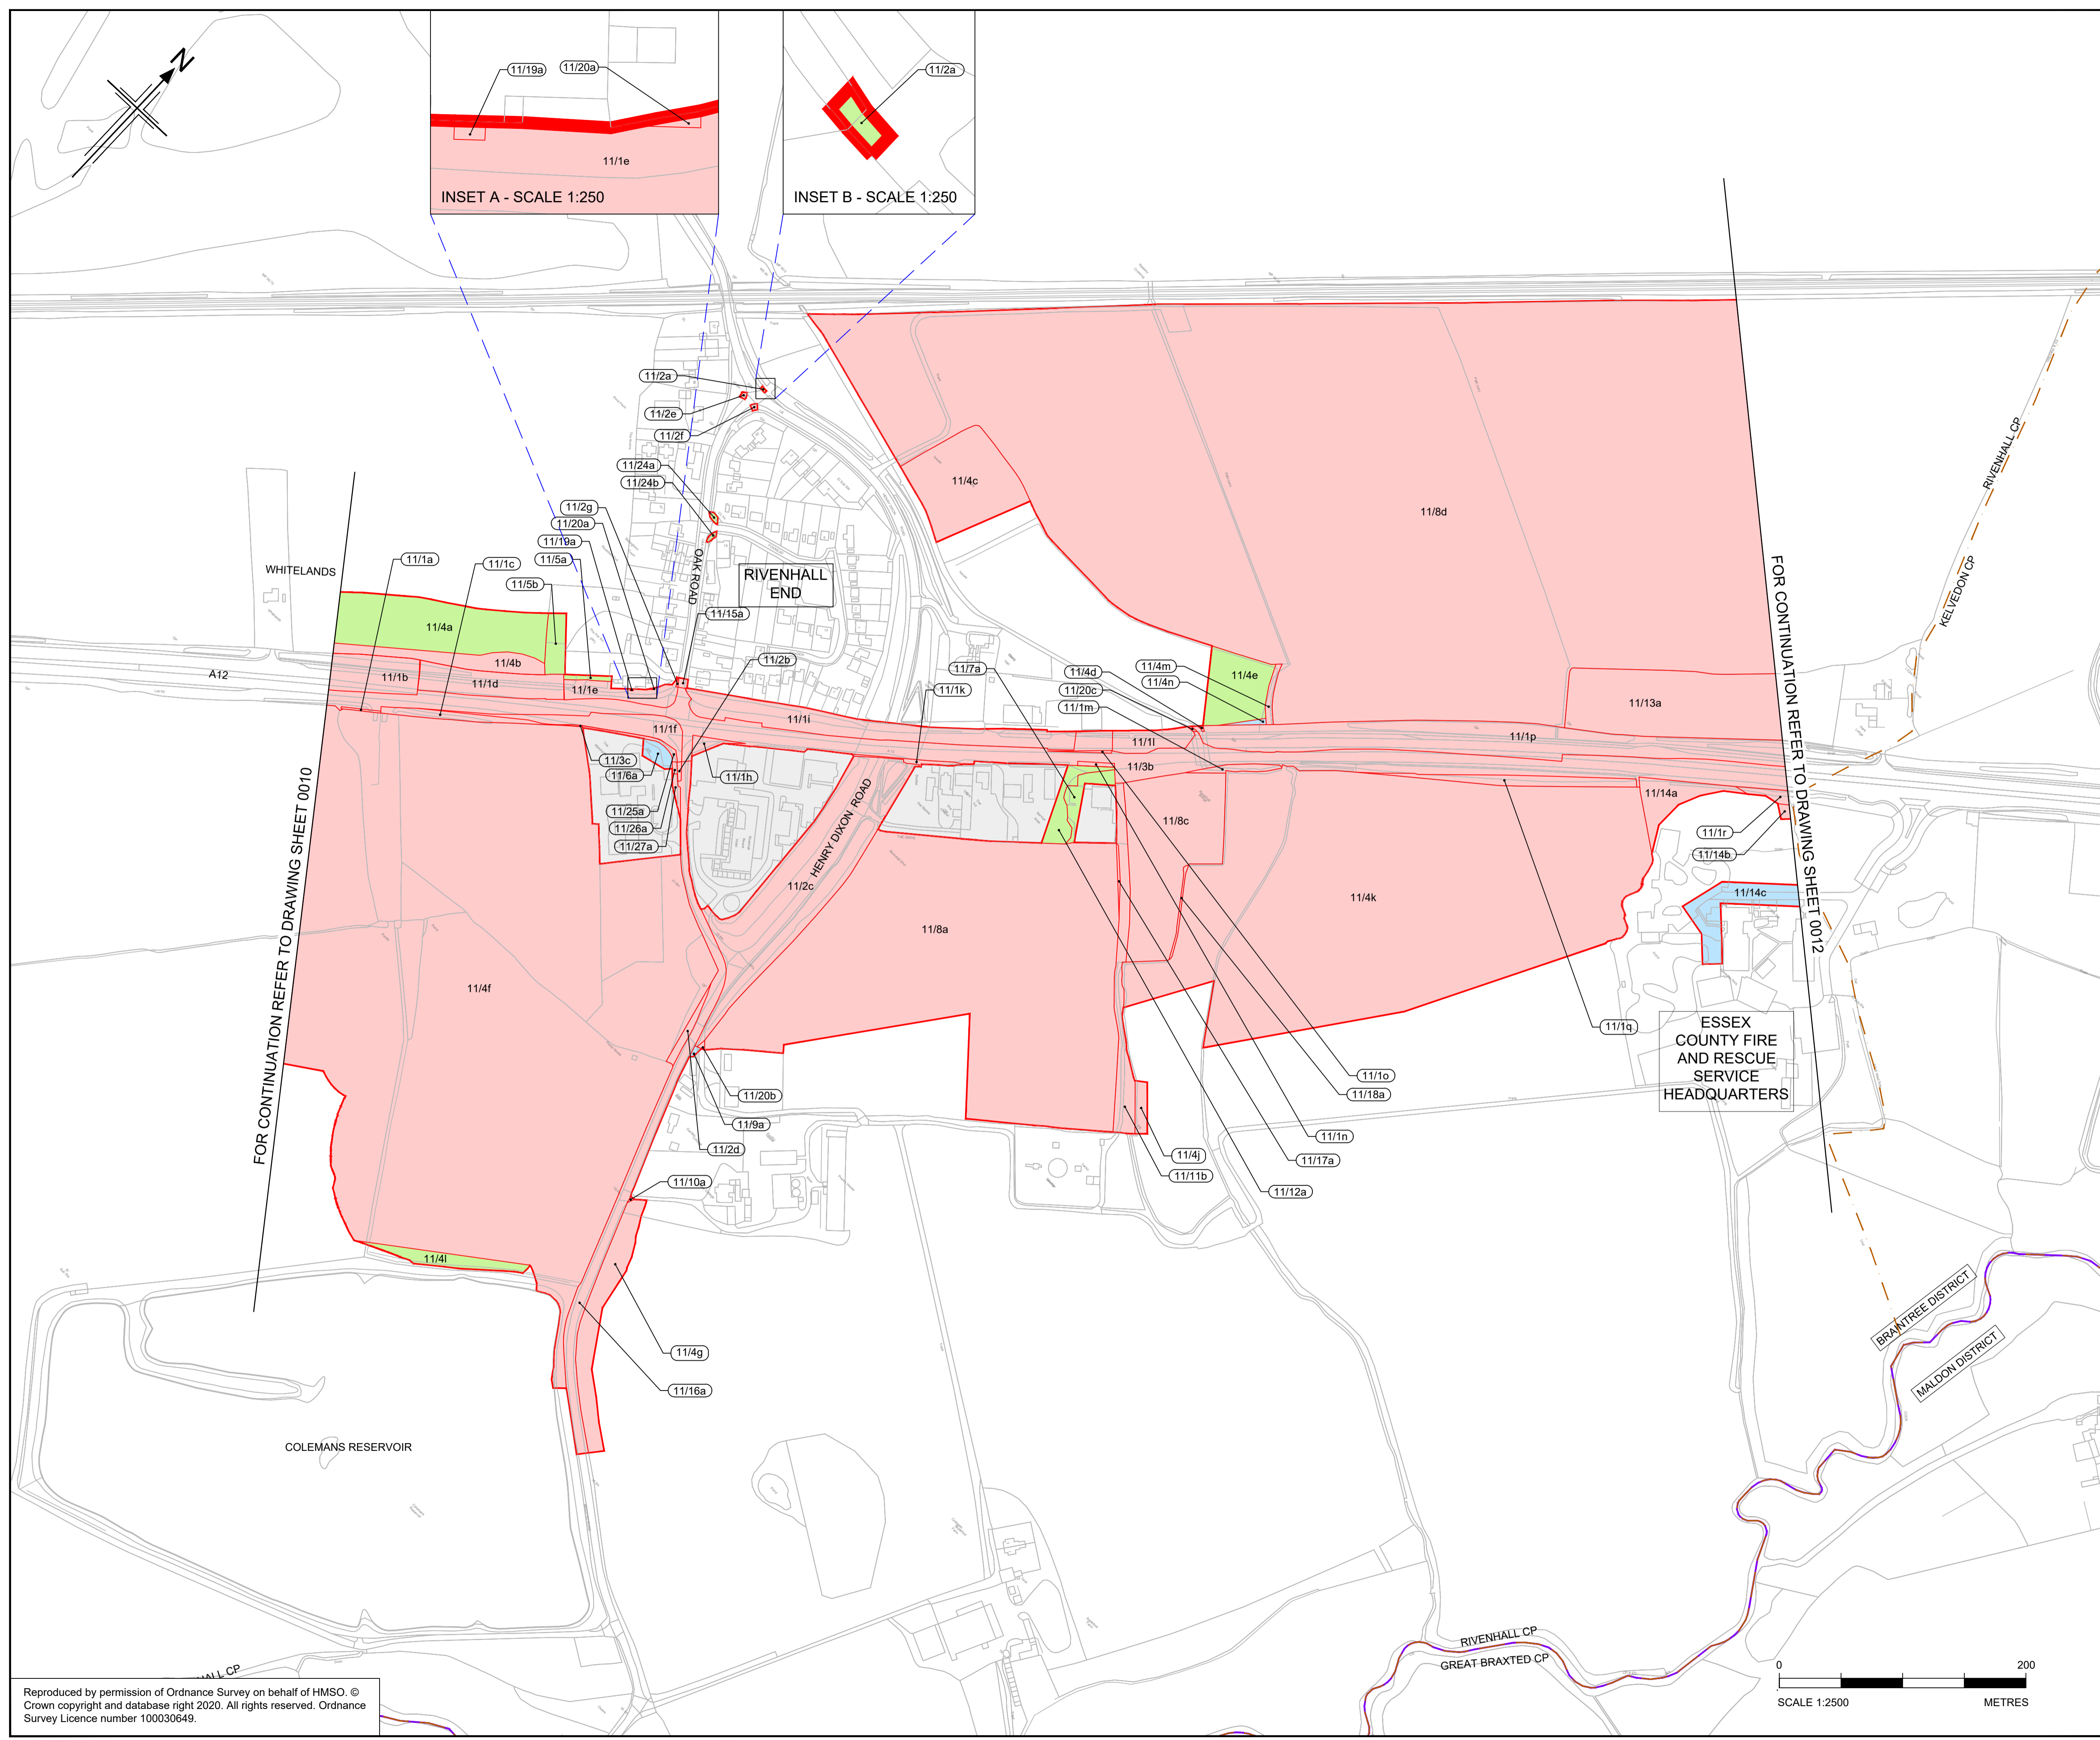 N
11/19a
11/20a
11/1e
INSET A - SCALE 1:250
11/2a
INSET B - SCALE 1:250
11/2a
11/2e
11/2f
11/24a
11/24b
11/2g
11/20a
11/19a
11/5a
11/5b
11/1a
11/1c
WHITELANDS
OAK ROAD
RIVENHALL
END
11/15a
11/2b
11/4a
11/4b
A12
11/1b
11/1d
11/1e
11/1f
11/1i
11/1k
11/7a
11/4d
11/20c
11/1m
11/4m
11/4n
11/4e
11/4c
11/8d
11/13a
11/1p
11/1l
11/3b
11/3c
11/6a
11/1h
11/25a
11/26a
11/27a
HENRY DIXON ROAD
11/2c
11/8a
11/8c
11/4k
11/14a
11/1r
11/14b
11/14c
11/1q
11/4f
FOR CONTINUATION REFER TO DRAWING SHEET 0010
FOR CONTINUATION REFER TO DRAWING SHEET 0012
RIVENHALL CP
KELVEDON CP
ESSEX
COUNTY FIRE
AND RESCUE
SERVICE
HEADQUARTERS
11/20b
11/9a
11/2d
11/10a
11/1o
11/18a
11/1n
11/17a
11/12a
11/4j
11/11b
11/4l
11/4g
11/16a
COLEMANS RESERVOIR
BRAINTREE DISTRICT
MALDON DISTRICT
RIVENHALL CP
GREAT BRAXTED CP
0 200
SCALE 1:2500 METRES
Reproduced by permission of Ordnance Survey on behalf of HMSO. ©
Crown copyright and database right 2020. All rights reserved. Ordnance
Survey Licence number 100030649.